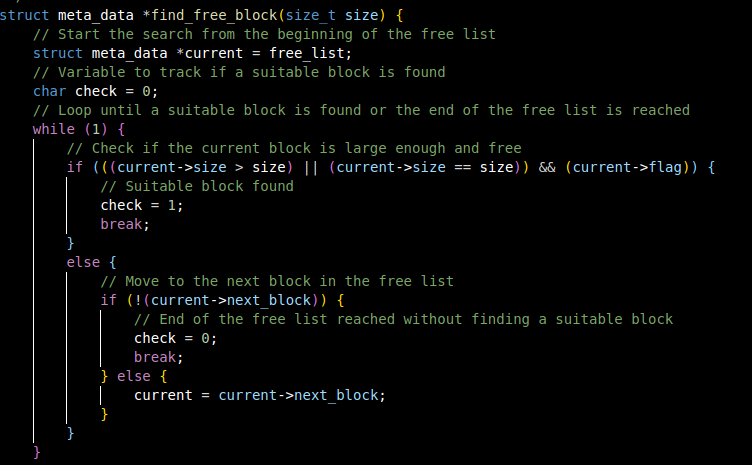 struct meta_data *find_free_block(size_t size) {
    // Start the search from the beginning of the free list
    struct meta_data *current = free_list;
    // Variable to track if a suitable block is found
    char check = 0;
    // Loop until a suitable block is found or the end of the free list is reached
    while (1) {
        // Check if the current block is large enough and free
        if (((current->size > size) || (current->size == size)) && (current->flag)) {
            // Suitable block found
            check = 1;
            break;
        }
        else {
            // Move to the next block in the free list
            if (!(current->next_block)) {
                // End of the free list reached without finding a suitable block
                check = 0;
                break;
            } else {
                current = current->next_block;
            }
        }
    }